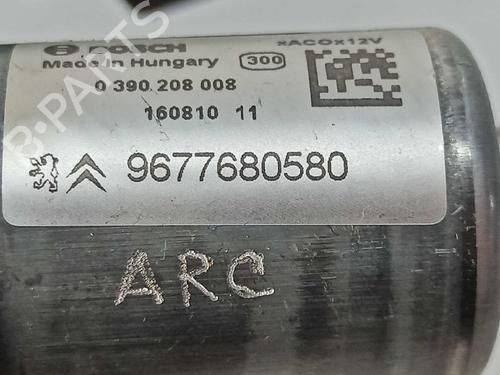 BOSCH xACOx12V
Made in Hungary 300
0 390 208 008
160810 11
9677680580
ARC
B-PARTS